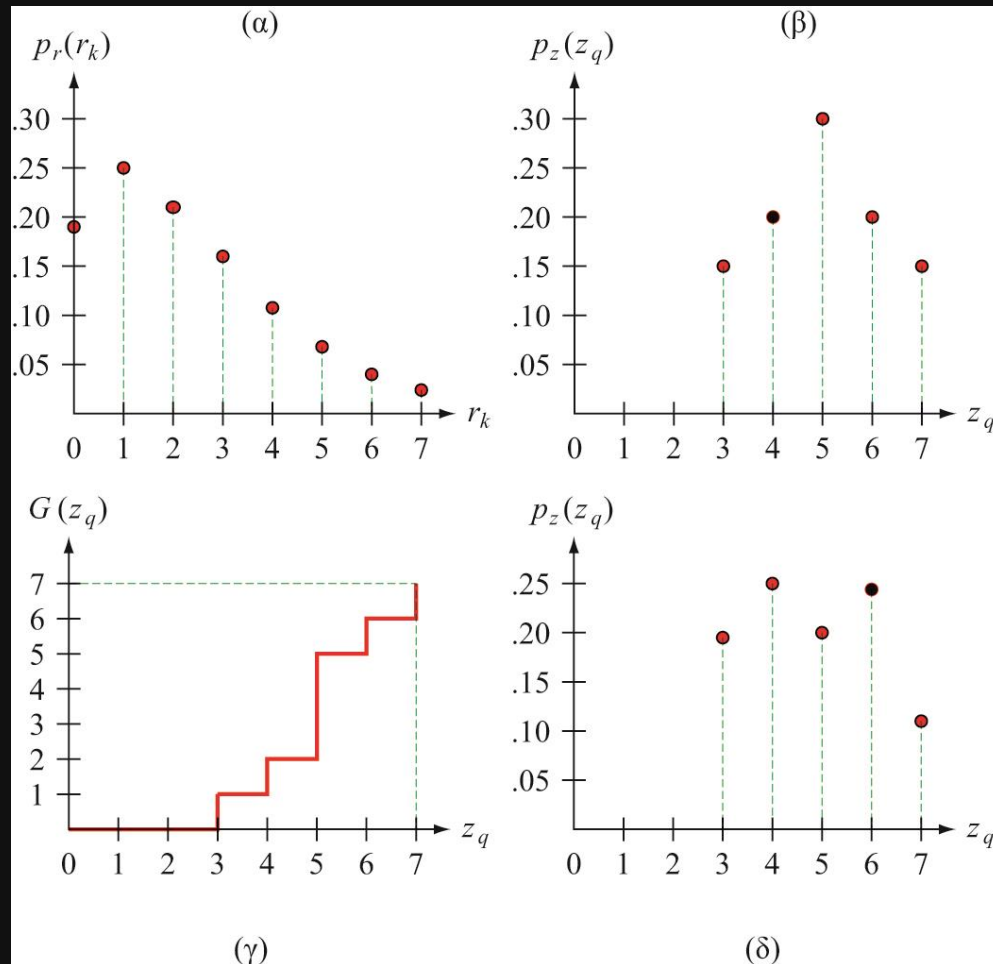 (α)
p_r(r_k)
.30
.25
.20
.15
.10
.05
0 1 2 3 4 5 6 7 r_k
(β)
p_z(z_q)
.30
.25
.20
.15
.10
.05
0 1 2 3 4 5 6 7 z_q
G(z_q)
7
6
5
4
3
2
1
0 1 2 3 4 5 6 7 z_q
(γ)
p_z(z_q)
.25
.20
.15
.10
.05
0 1 2 3 4 5 6 7 z_q
(δ)